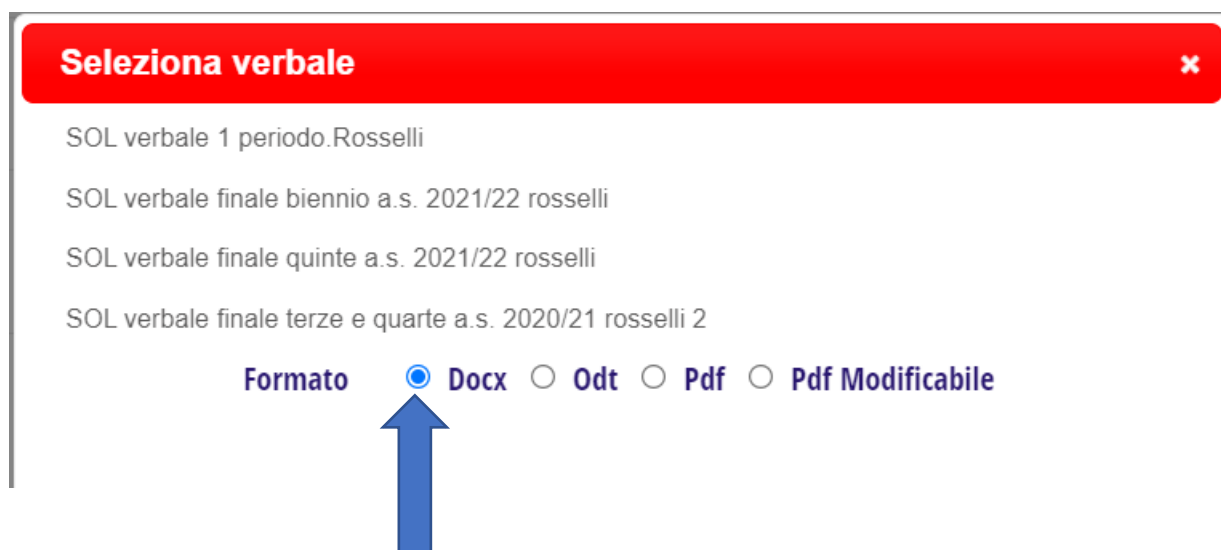 Seleziona verbale
SOL verbale 1 periodo.Rosselli
SOL verbale finale biennio a.s. 2021/22 rosselli
SOL verbale finale quinte a.s. 2021/22 rosselli
SOL verbale finale terze e quarte a.s. 2020/21 rosselli 2
Formato Docx Odt Pdf Pdf Modificabile